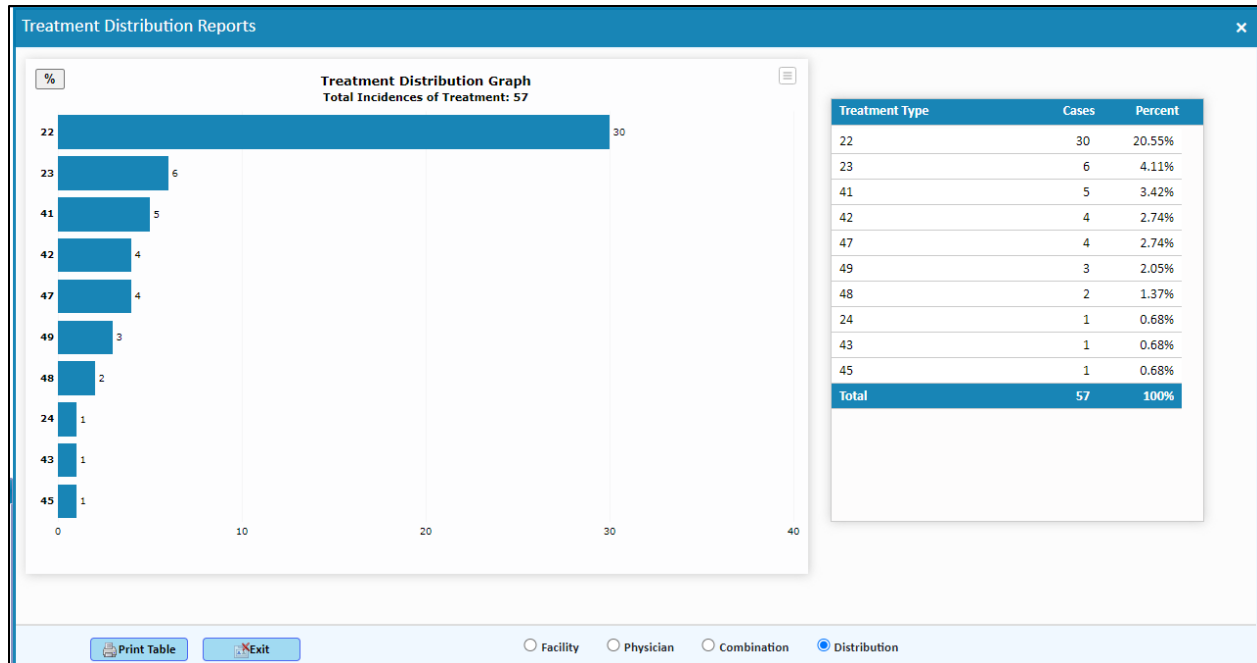 Treatment Distribution Reports
×
%
Treatment Distribution Graph
Total Incidences of Treatment: 57
22 30
23 6
41 5
42 4
47 4
49 3
48 2
24 1
43 1
45 1
0 10 20 30 40
Treatment Type Cases Percent
22 30 20.55%
23 6 4.11%
41 5 3.42%
42 4 2.74%
47 4 2.74%
49 3 2.05%
48 2 1.37%
24 1 0.68%
43 1 0.68%
45 1 0.68%
Total 57 100%
Print Table Exit Facility Physician Combination Distribution